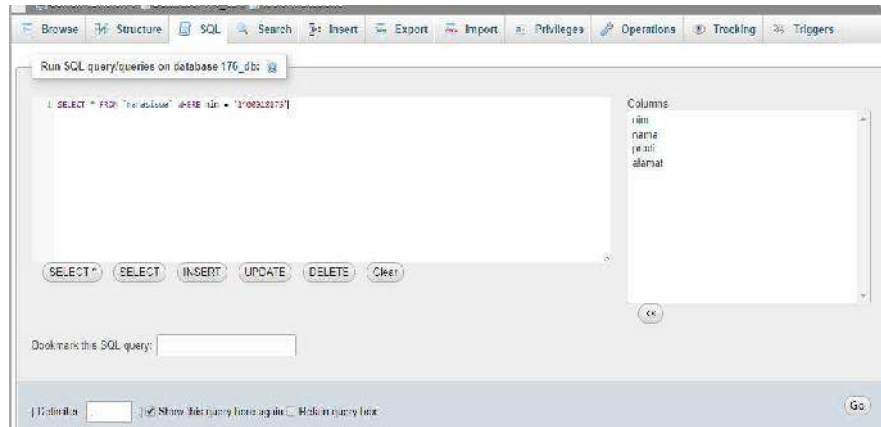 Browse Structure SQL Search Insert Export Import Privileges Operations Tracking Triggers
Run SQL query/queries on database 176_db:
1 SELECT * FROM WHERE nim =
Columns
nim
nama
prodi
alamat
SELECT * SELECT INSERT UPDATE DELETE Clear
<<
Bookmark this SQL query:
[ Delimiter ] Show this query here again Retain query box
Go